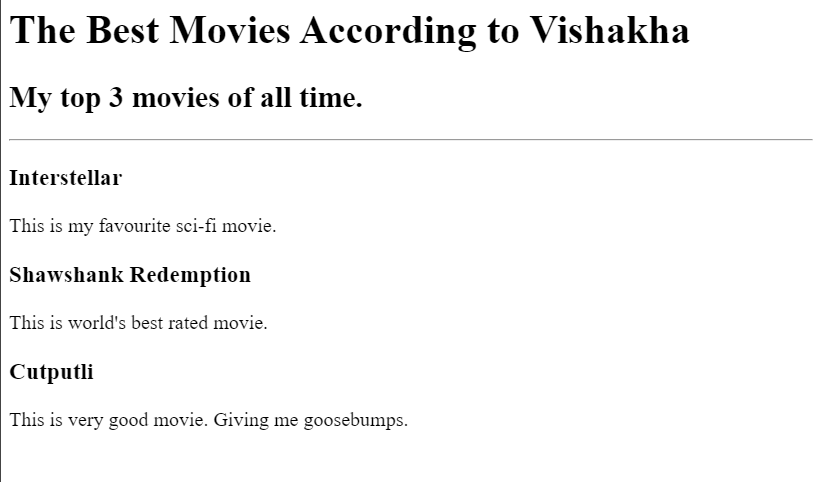 The Best Movies According to Vishakha
My top 3 movies of all time.
Interstellar
This is my favourite sci-fi movie.
Shawshank Redemption
This is world's best rated movie.
Cutputli
This is very good movie. Giving me goosebumps.